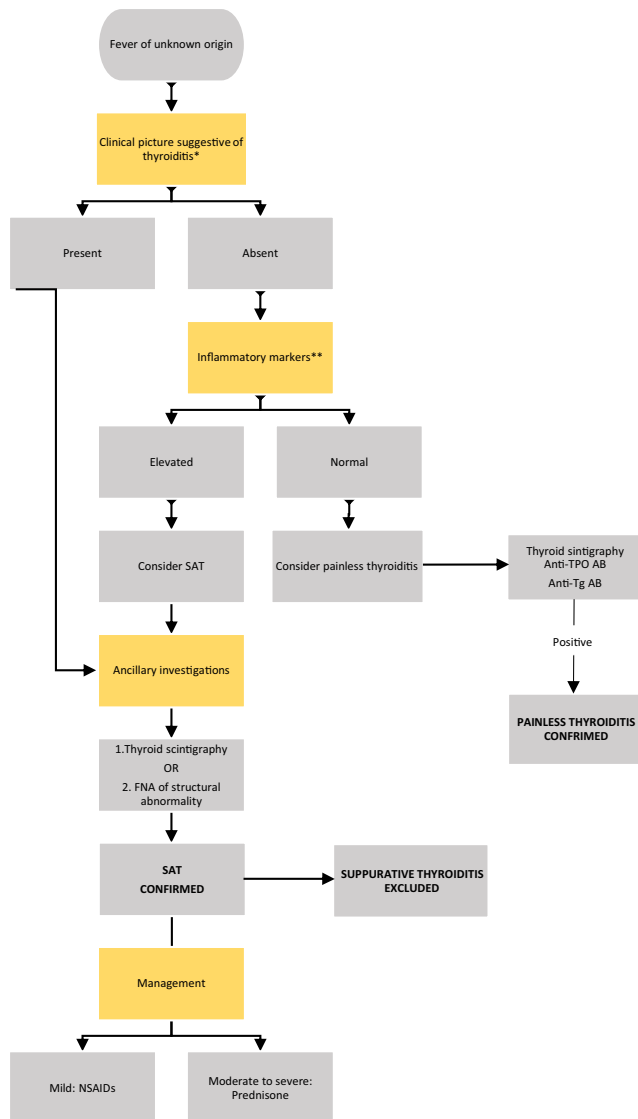 Fever of unknown origin
Clinical picture suggestive of
thyroiditis*
Present
Absent
Inflammatory markers**
Elevated
Normal
Consider SAT
Consider painless thyroiditis
Thyroid sintigraphy
Anti-TPO AB
Anti-Tg AB
Positive
Ancillary investigations
PAINLESS THYROIDITIS
CONFRIMED
1.Thyroid scintigraphy
OR
2. FNA of structural
abnormality
SAT
CONFIRMED
SUPPURATIVE THYROIDITIS
EXCLUDED
Management
Mild: NSAIDs
Moderate to severe:
Prednisone